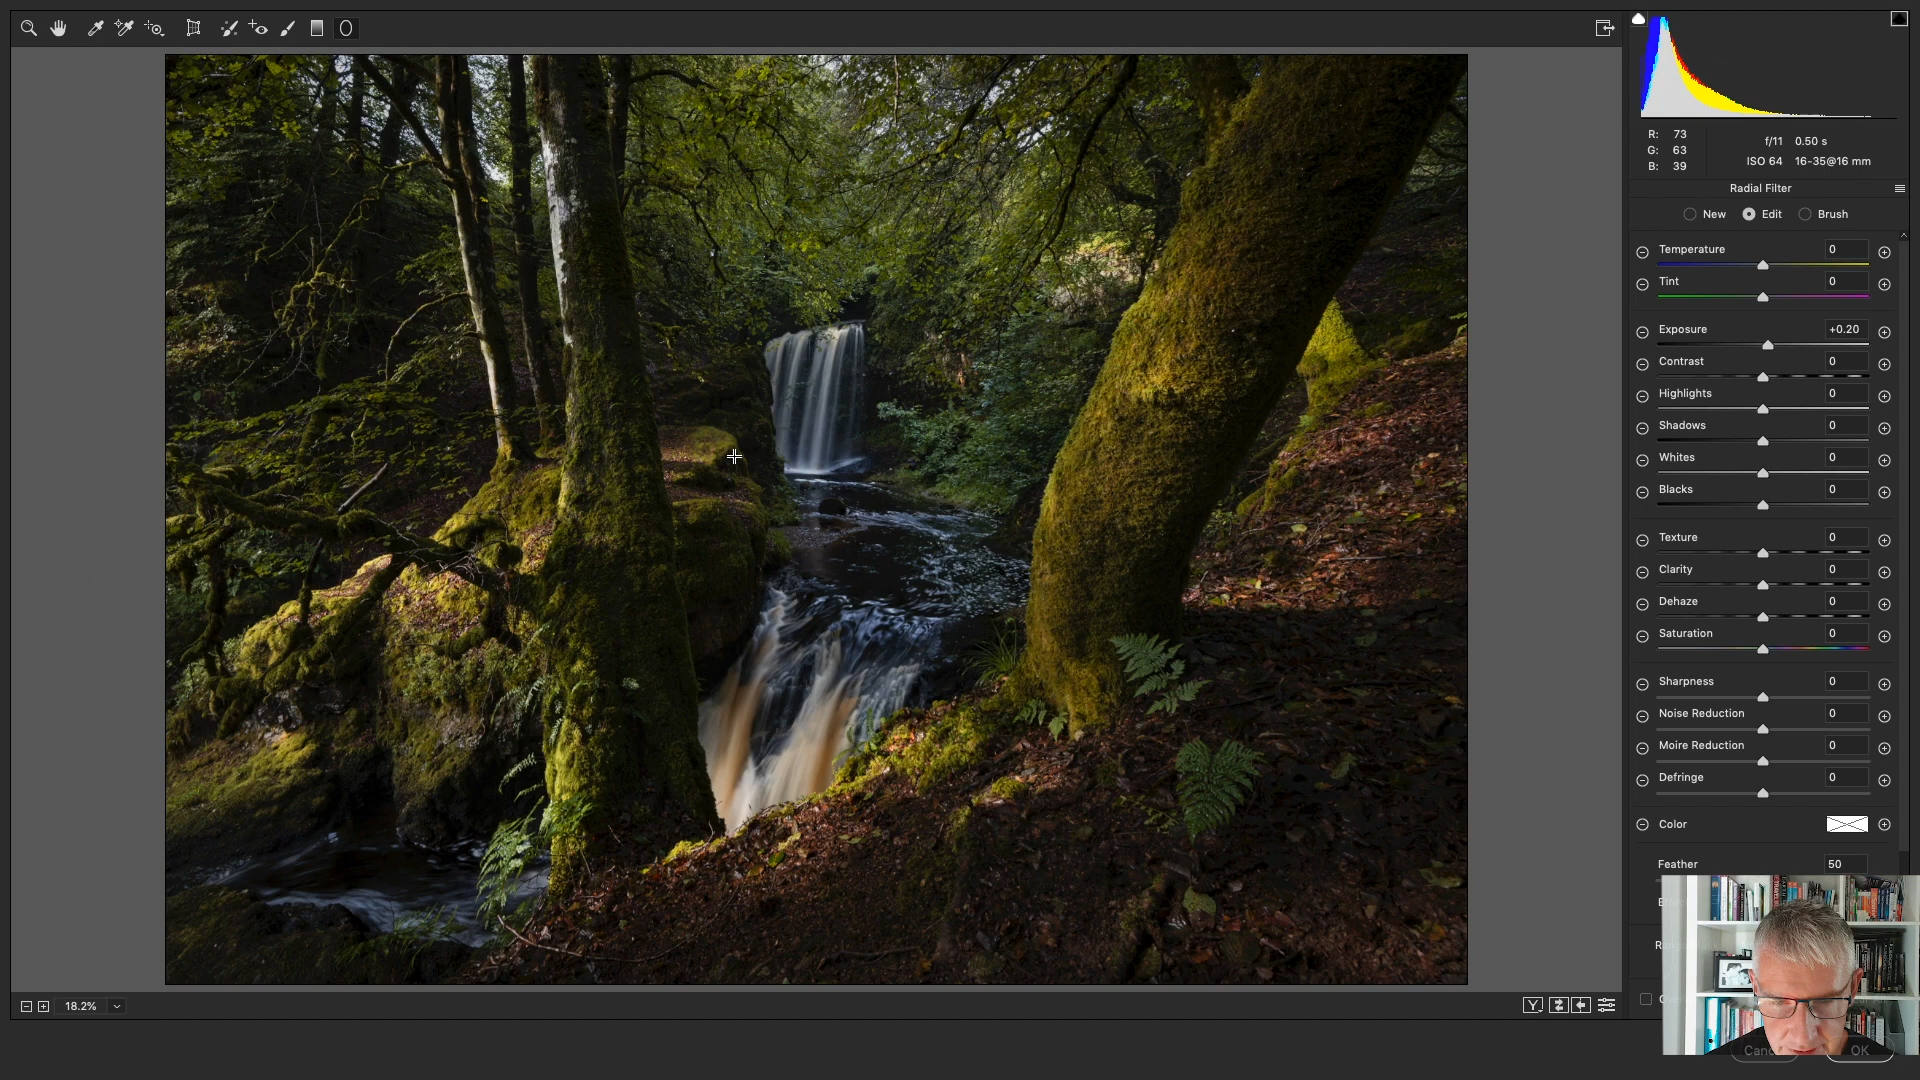 R: 73
G: 63
B: 39
f/11 0.50 s
ISO 64 16-35@16 mm
Radial Filter
New Edit Brush
Temperature 0
Tint 0
Exposure +0.20
Contrast 0
Highlights 0
Shadows 0
Whites 0
Blacks 0
Texture 0
Clarity 0
Dehaze 0
Saturation 0
Sharpness 0
Noise Reduction 0
Moire Reduction 0
Defringe 0
Color
Feather 50
18.2%
Y
OK